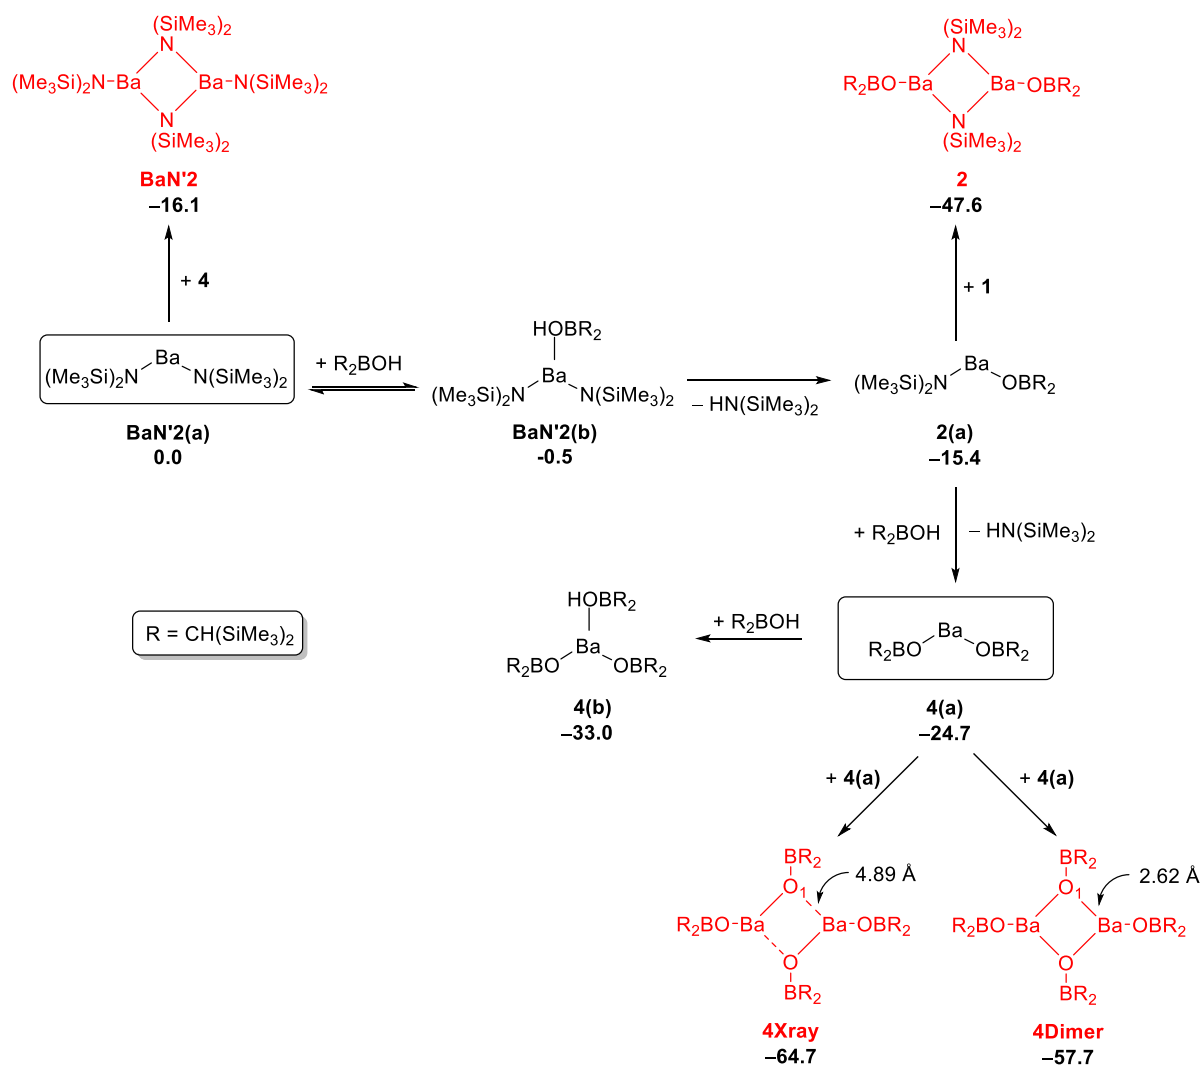 (SiMe3)2
N
(Me3Si)2N Ba Ba N(SiMe3)2
N
(SiMe3)2
BaN'2
–16.1
(SiMe3)2
N
R2BO Ba Ba OBR2
N
(SiMe3)2
2
–47.6
+ 4
+ 1
Ba
(Me3Si)2N N(SiMe3)2
BaN'2(a)
0.0
+ R2BOH
HOBR2
Ba
(Me3Si)2N N(SiMe3)2
BaN'2(b)
-0.5
– HN(SiMe3)2
Ba
(Me3Si)2N OBR2
2(a)
–15.4
+ R2BOH – HN(SiMe3)2
R = CH(SiMe3)2
HOBR2
Ba
R2BO OBR2
4(b)
–33.0
+ R2BOH
Ba
R2BO OBR2
4(a)
–24.7
+ 4(a) + 4(a)
BR2
O1
4.89 Å
R2BO Ba Ba OBR2
O
BR2
4Xray
–64.7
BR2
O1
2.62 Å
R2BO Ba Ba OBR2
O
BR2
4Dimer
–57.7